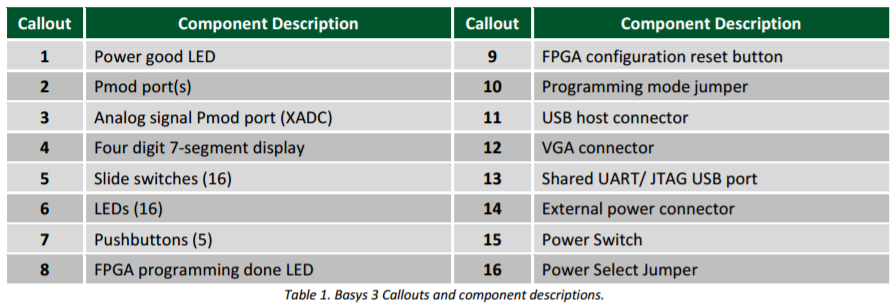 Callout Component Description Callout Component Description
1 Power good LED 9 FPGA configuration reset button
2 Pmod port(s) 10 Programming mode jumper
3 Analog signal Pmod port (XADC) 11 USB host connector
4 Four digit 7-segment display 12 VGA connector
5 Slide switches (16) 13 Shared UART/ JTAG USB port
6 LEDs (16) 14 External power connector
7 Pushbuttons (5) 15 Power Switch
8 FPGA programming done LED 16 Power Select Jumper
Table 1. Basys 3 Callouts and component descriptions.